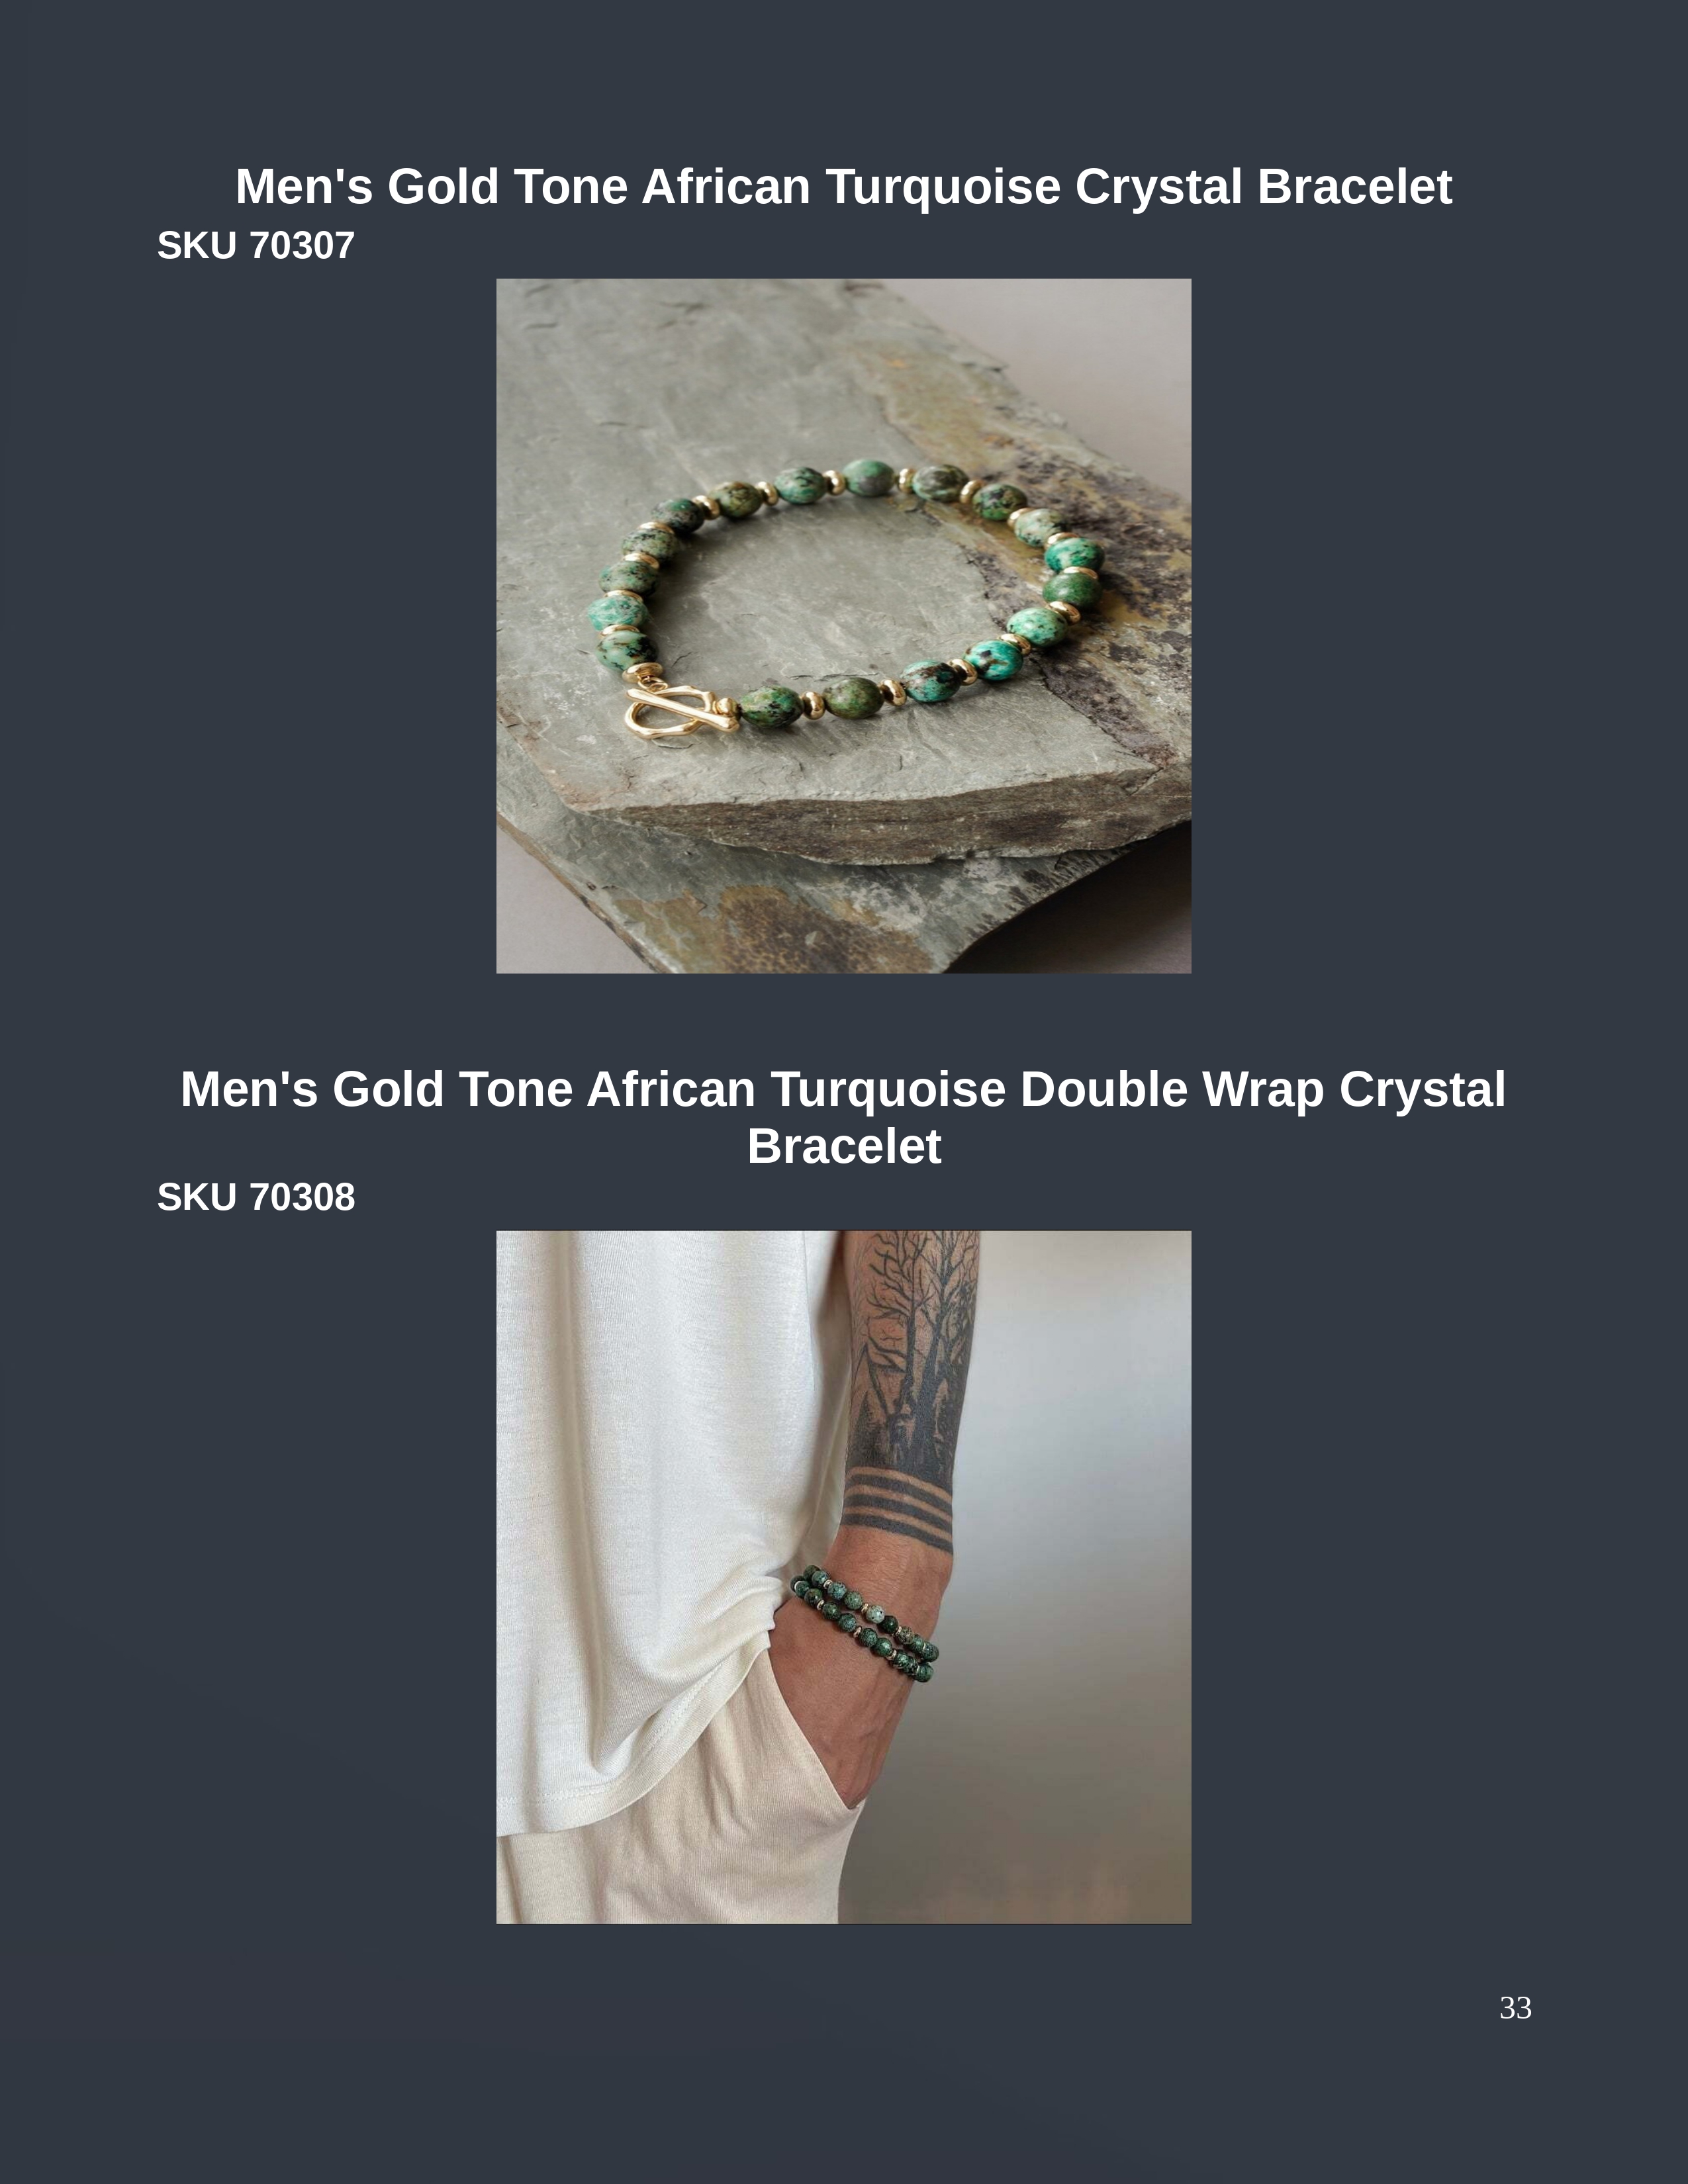 Men's Gold Tone African Turquoise Crystal Bracelet
SKU 70307
Men's Gold Tone African Turquoise Double Wrap Crystal
Bracelet
SKU 70308
33